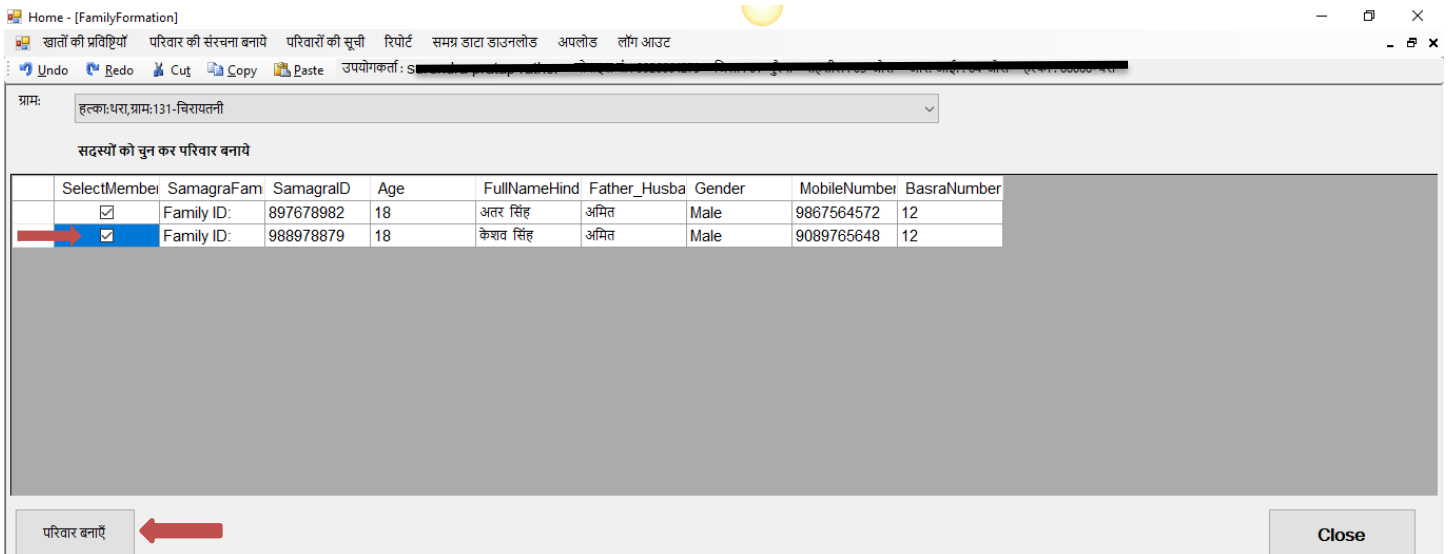 Home - [FamilyFormation]
खातों की प्रविष्टियाँ परिवार की संरचना बनाये परिवारों की सूची रिपोर्ट समग्र डाटा डाउनलोड अपलोड लॉग आउट
Undo Redo Cut Copy Paste उपयोगकर्ता :
ग्राम: हल्का:धरा,ग्राम:131-चिरायतनी
सदस्यों को चुन कर परिवार बनाये
SelectMember SamagraFam SamagraID Age FullNameHind Father_Husba Gender MobileNumber BasraNumber
Family ID: 897678982 18 अतर सिंह अमित Male 9867564572 12
Family ID: 988978879 18 केशव सिंह अमित Male 9089765648 12
परिवार बनाएँ Close